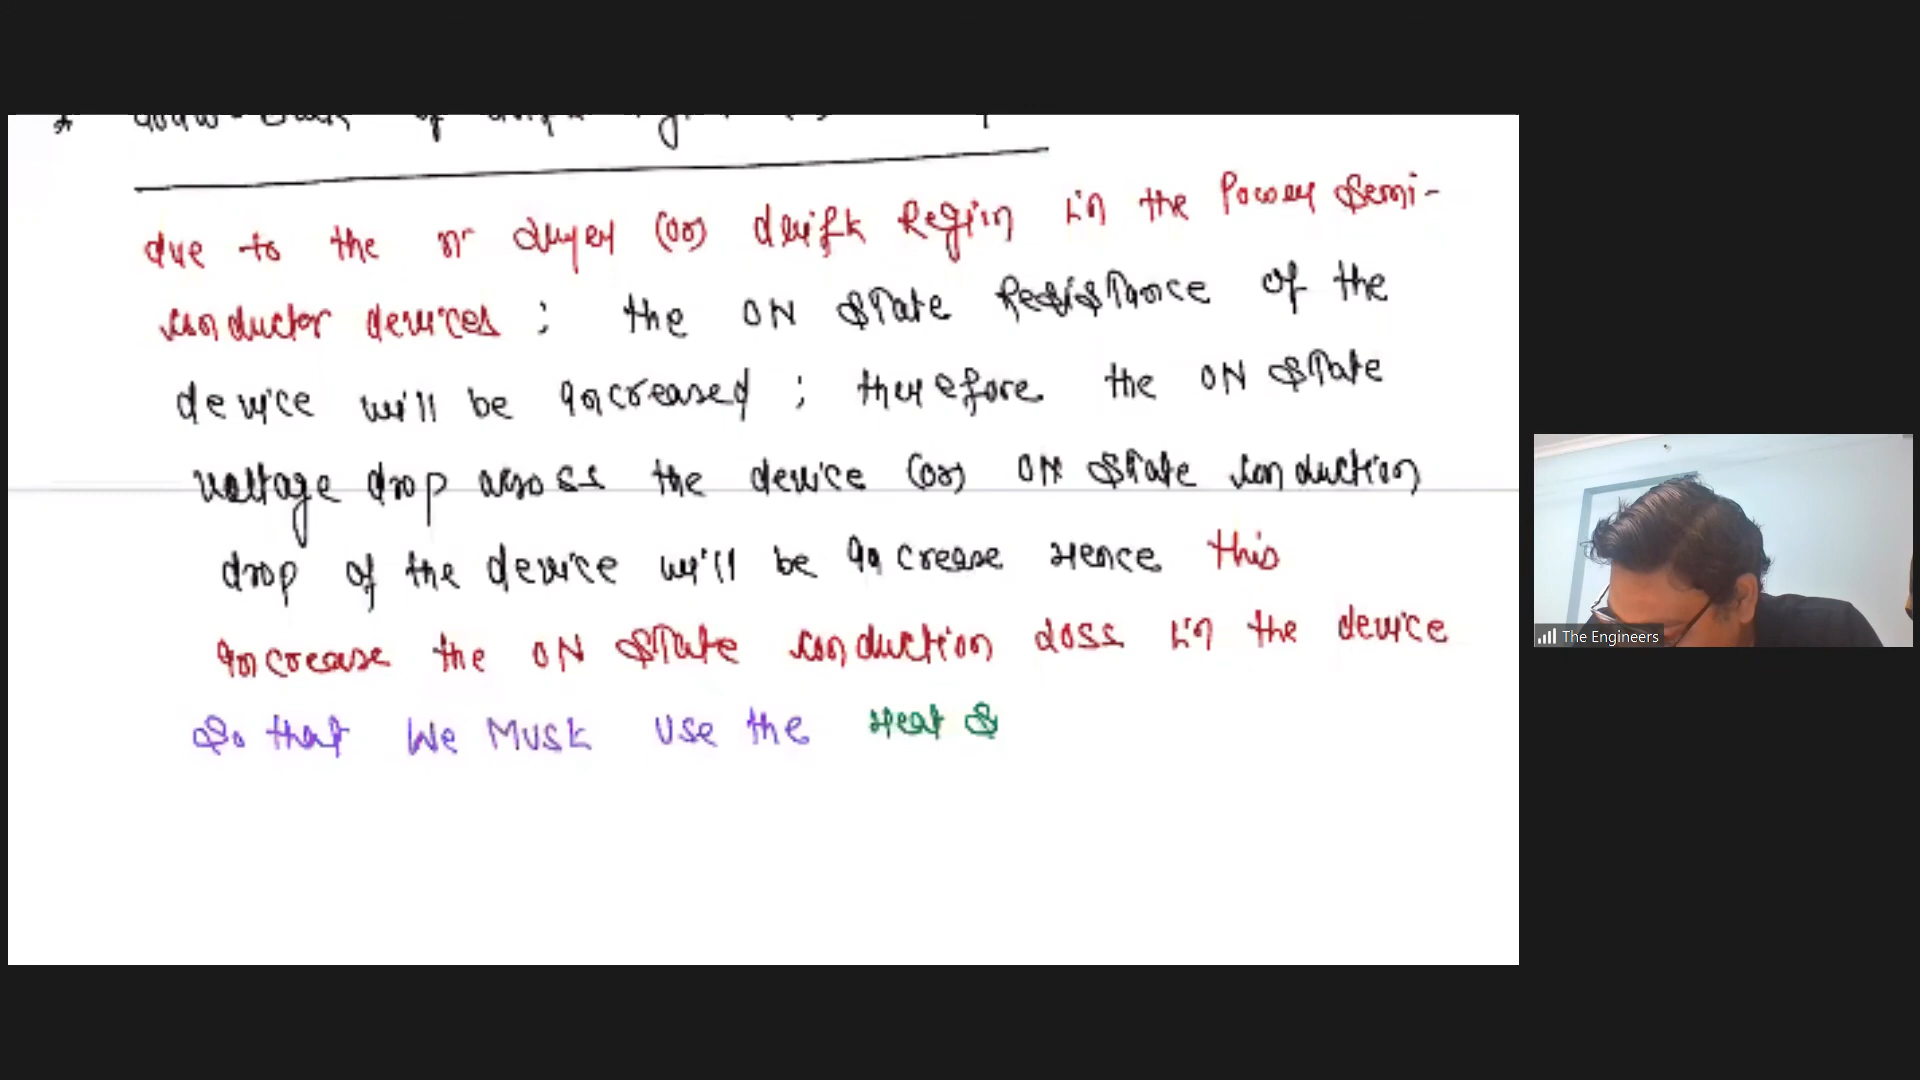 due to the n⁻ layer (or) drift Region in the Power Semi-
conductor devices ; the ON State Resistance of the
device will be increased ; therefore the ON State
voltage drop across the device (or) ON State conduction
drop of the device will be increase Hence this
increase the ON State conduction Loss in the device
So that We Must Use the Heat S
The Engineers